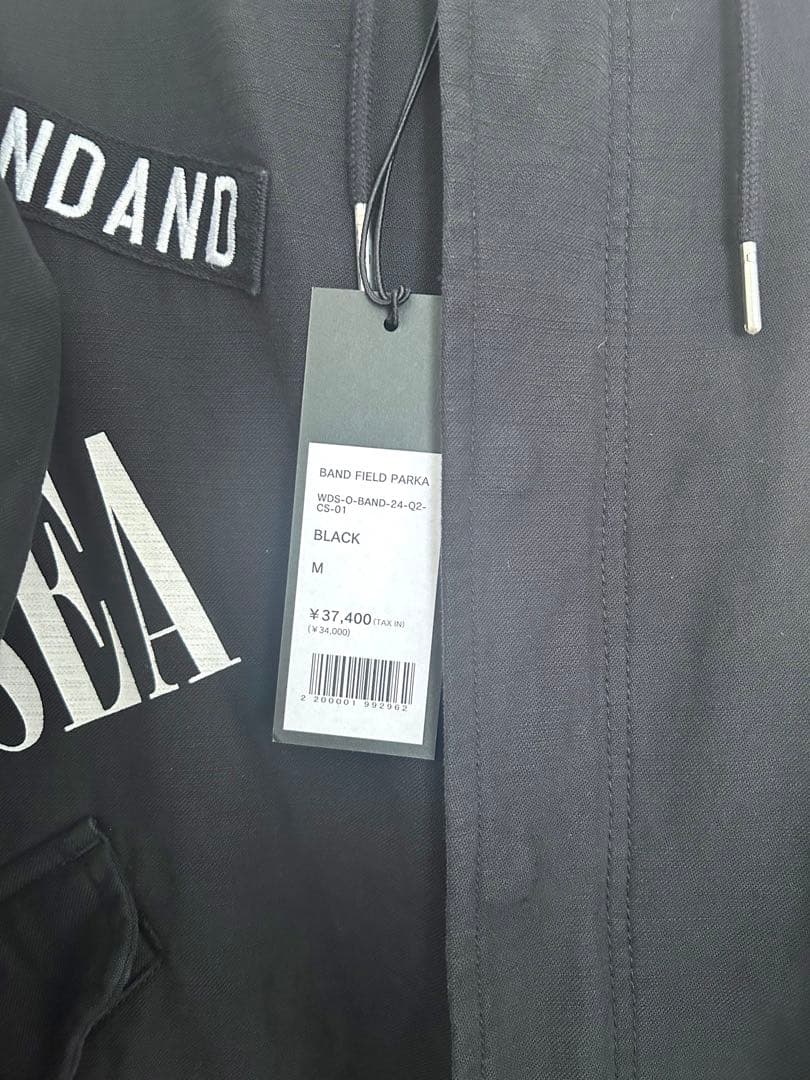 NDAND
SEA
BAND FIELD PARKA
WDS-O-BAND-24-Q2-
CS-01
BLACK
M
￥37,400(TAX IN)
(￥34,000)
2 200001 992962